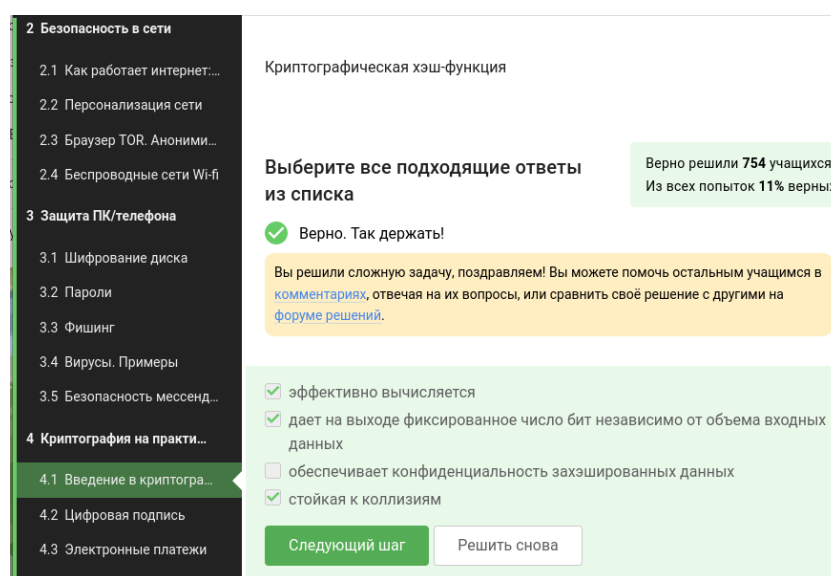 2 Безопасность в сети
2.1 Как работает интернет:...
2.2 Персонализация сети
2.3 Браузер TOR. Аноними...
2.4 Беспроводные сети Wi-fi
3 Защита ПК/телефона
3.1 Шифрование диска
3.2 Пароли
3.3 Фишинг
3.4 Вирусы. Примеры
3.5 Безопасность мессенд...
4 Криптография на практи...
4.1 Введение в криптогра...
4.2 Цифровая подпись
4.3 Электронные платежи
Криптографическая хэш-функция
Выберите все подходящие ответы
из списка
Верно решили 754 учащихся
Из всех попыток 11% верны
Верно. Так держать!
Вы решили сложную задачу, поздравляем! Вы можете помочь остальным учащимся в
комментариях, отвечая на их вопросы, или сравнить своё решение с другими на
форуме решений.
эффективно вычисляется
дает на выходе фиксированное число бит независимо от объема входных
данных
обеспечивает конфиденциальность захэшированных данных
стойкая к коллизиям
Следующий шаг
Решить снова